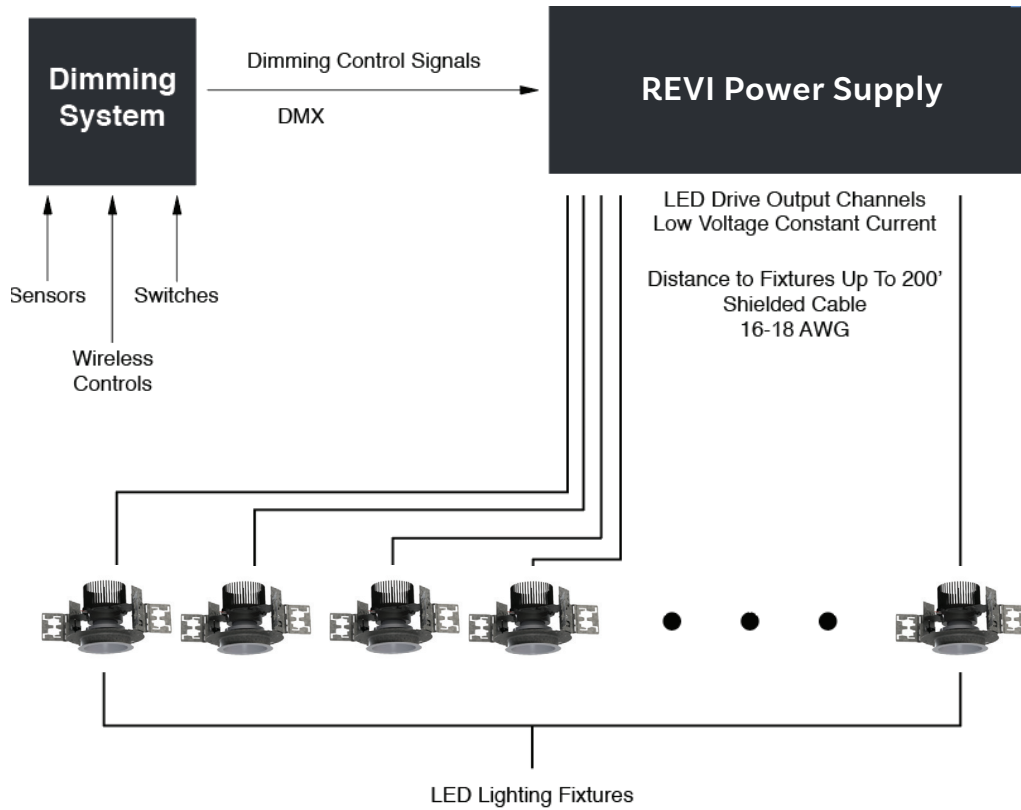 Dimming
System
Dimming Control Signals
DMX
REVI Power Supply
LED Drive Output Channels
Low Voltage Constant Current
Distance to Fixtures Up To 200’
Shielded Cable
16-18 AWG
Sensors
Switches
Wireless
Controls
LED Lighting Fixtures